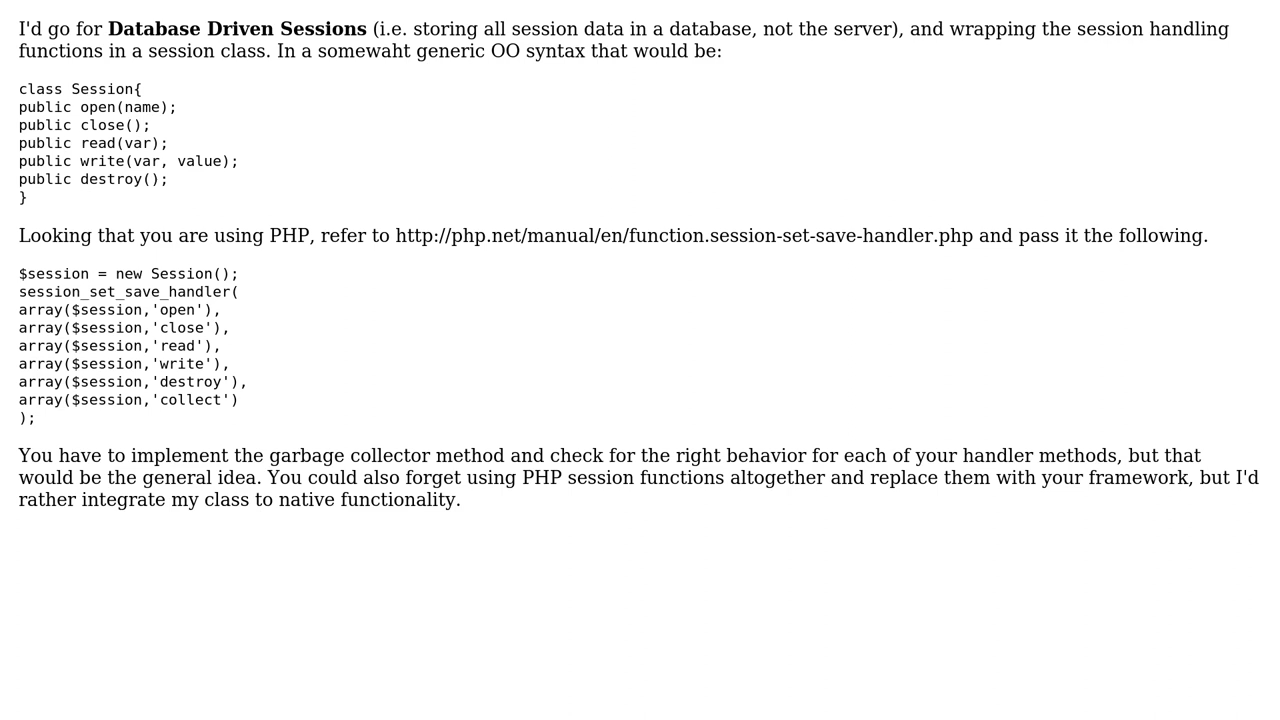 I'd go for Database Driven Sessions (i.e. storing all session data in a database, not the server), and wrapping the session handling
functions in a session class. In a somewaht generic OO syntax that would be:
class Session{
public open(name);
public close();
public read(var);
public write(var, value);
public destroy();
}
Looking that you are using PHP, refer to http://php.net/manual/en/function.session-set-save-handler.php and pass it the following.
$session = new Session();
session_set_save_handler(
array($session,'open'),
array($session,'close'),
array($session,'read'),
array($session,'write'),
array($session,'destroy'),
array($session,'collect')
);
You have to implement the garbage collector method and check for the right behavior for each of your handler methods, but that
would be the general idea. You could also forget using PHP session functions altogether and replace them with your framework, but I'd
rather integrate my class to native functionality.